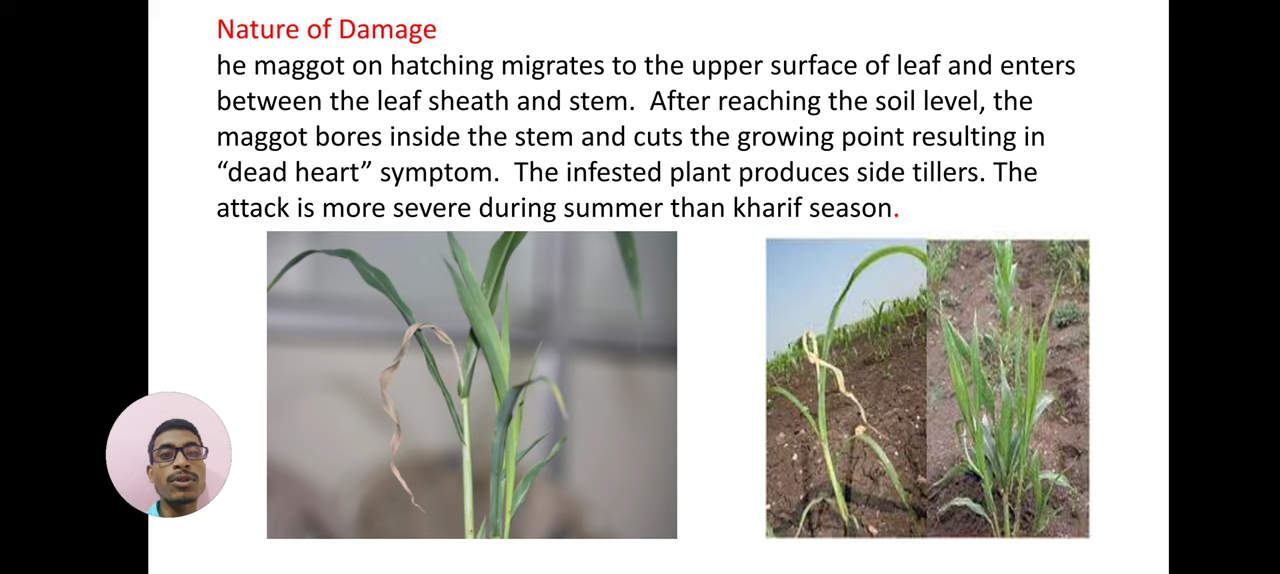 Nature of Damage
he maggot on hatching migrates to the upper surface of leaf and enters
between the leaf sheath and stem.  After reaching the soil level, the
maggot bores inside the stem and cuts the growing point resulting in
“dead heart” symptom.  The infested plant produces side tillers. The
attack is more severe during summer than kharif season.